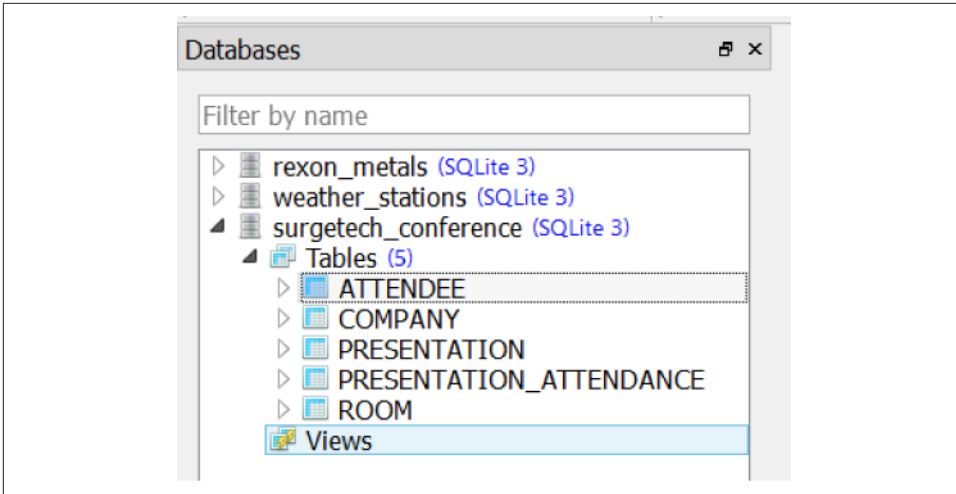 Databases
Filter by name
rexon_metals (SQLite 3)
weather_stations (SQLite 3)
surgetech_conference (SQLite 3)
Tables (5)
ATTENDEE
COMPANY
PRESENTATION
PRESENTATION_ATTENDANCE
ROOM
Views